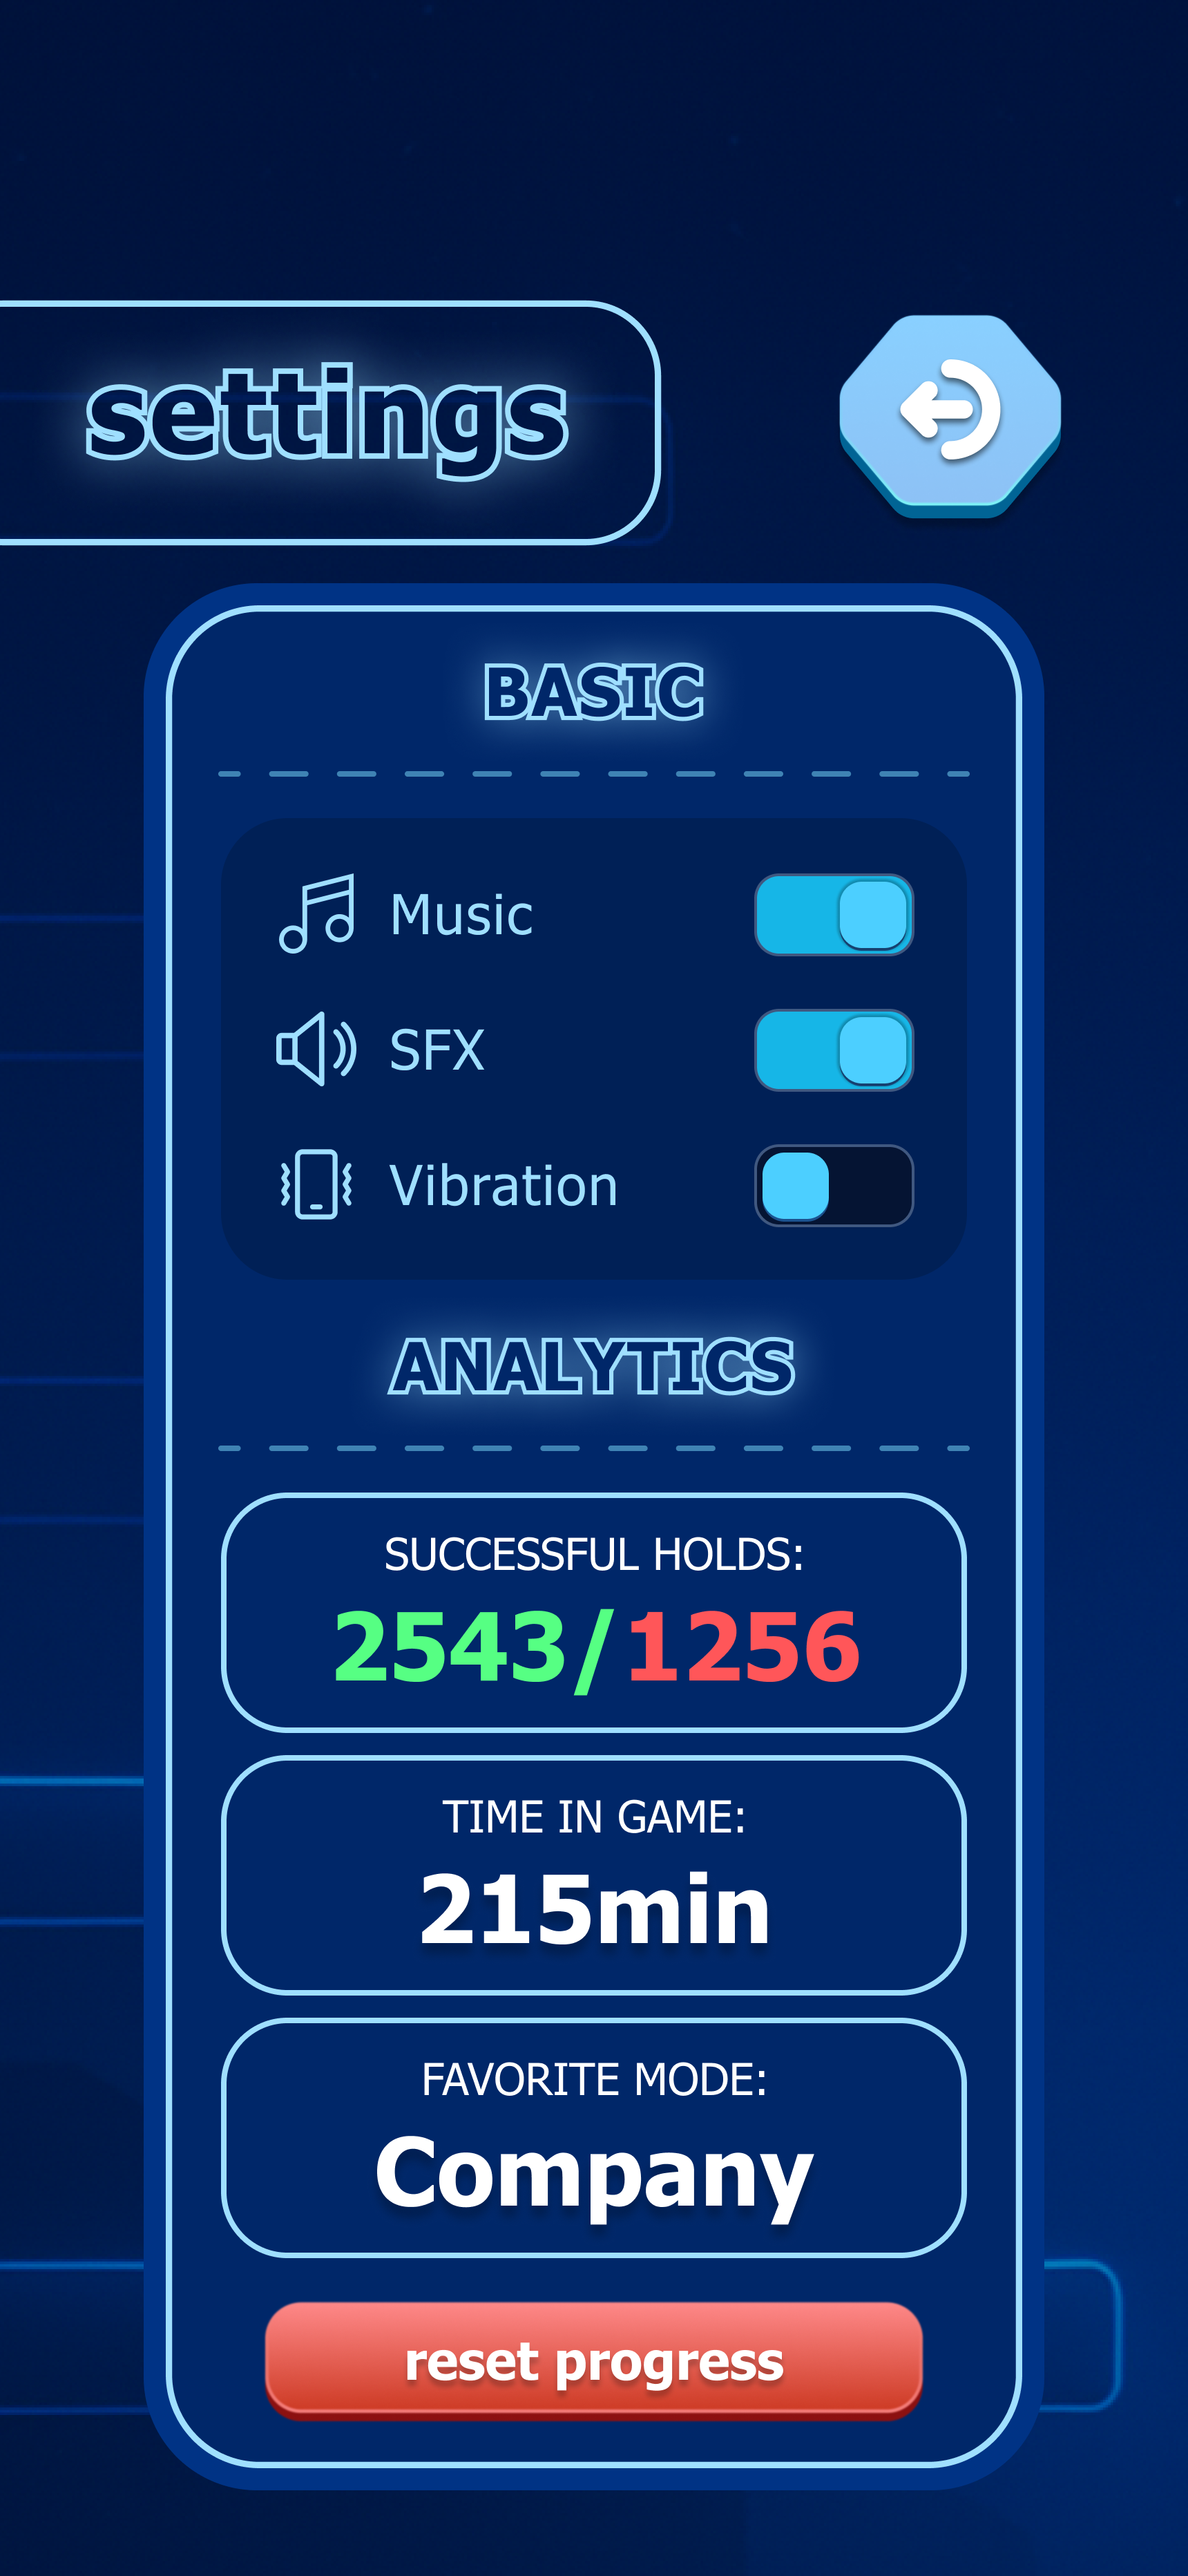 settings
BASIC
Music
SFX
Vibration
ANALYTICS
SUCCESSFUL HOLDS:
2543/1256
TIME IN GAME:
215min
FAVORITE MODE:
Company
reset progress